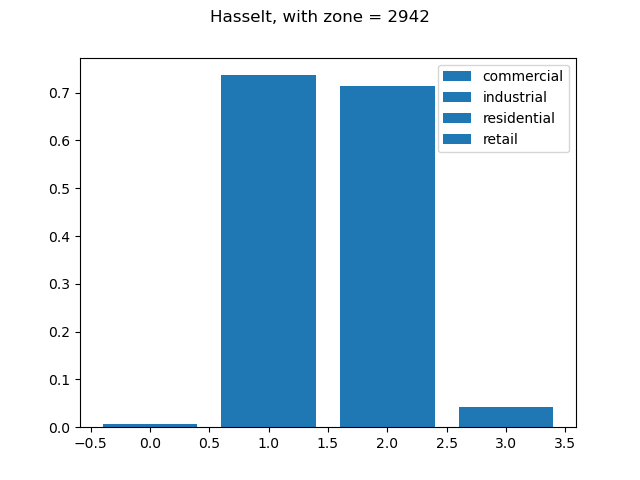 Hasselt, with zone = 2942
commercial
industrial
residential
retail
0.7
0.6
0.5
0.4
0.3
0.2
0.1
0.0
−0.5 0.0 0.5 1.0 1.5 2.0 2.5 3.0 3.5